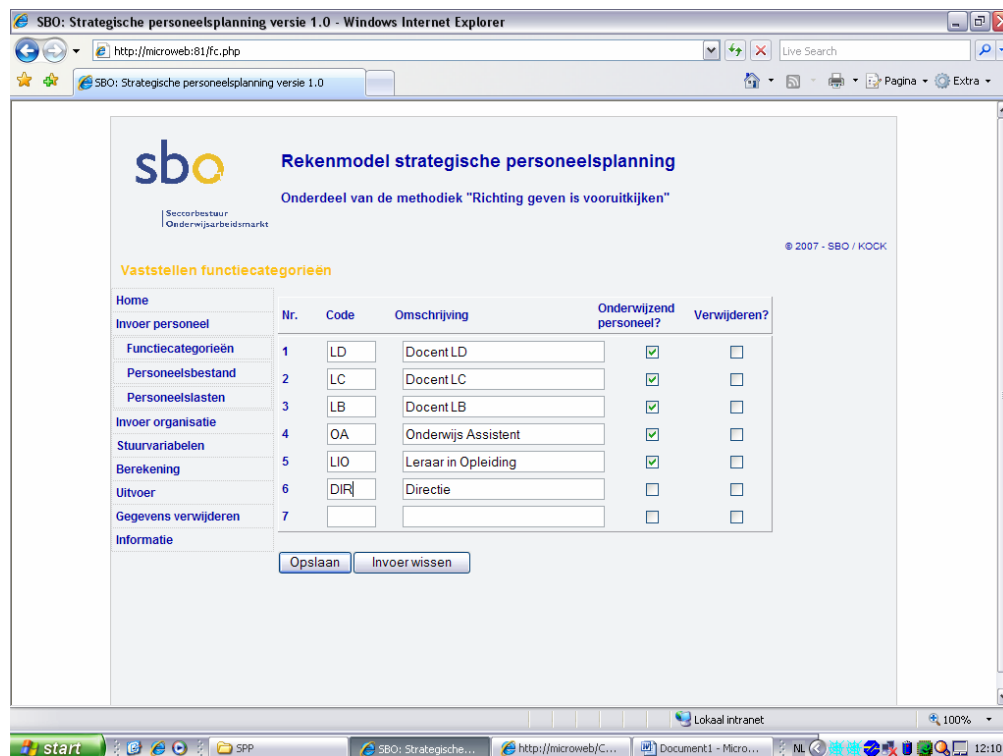 SBO: Strategische personeelsplanning versie 1.0 - Windows Internet Explorer
http://microweb:81/fc.php
Live Search
SBO: Strategische personeelsplanning versie 1.0
Pagina
Extra
sbo
Sectorbestuur
Onderwijsarbeidsmarkt
Rekenmodel strategische personeelsplanning
Onderdeel van de methodiek "Richting geven is vooruitkijken"
© 2007 - SBO / KOCK
Vaststellen functiecategorieën
Home
Invoer personeel
Functiecategorieën
Personeelsbestand
Personeelslasten
Invoer organisatie
Stuurvariabelen
Berekening
Uitvoer
Gegevens verwijderen
Informatie
Nr. Code Omschrijving Onderwijzend personeel? Verwijderen?
1 LD Docent LD
2 LC Docent LC
3 LB Docent LB
4 OA Onderwijs Assistent
5 LIO Leraar in Opleiding
6 DIR Directie
7
Opslaan Invoer wissen
Lokaal intranet 100%
start SPP SBO: Strategische... http://microweb/C... Document1 - Micro... NL 12:10